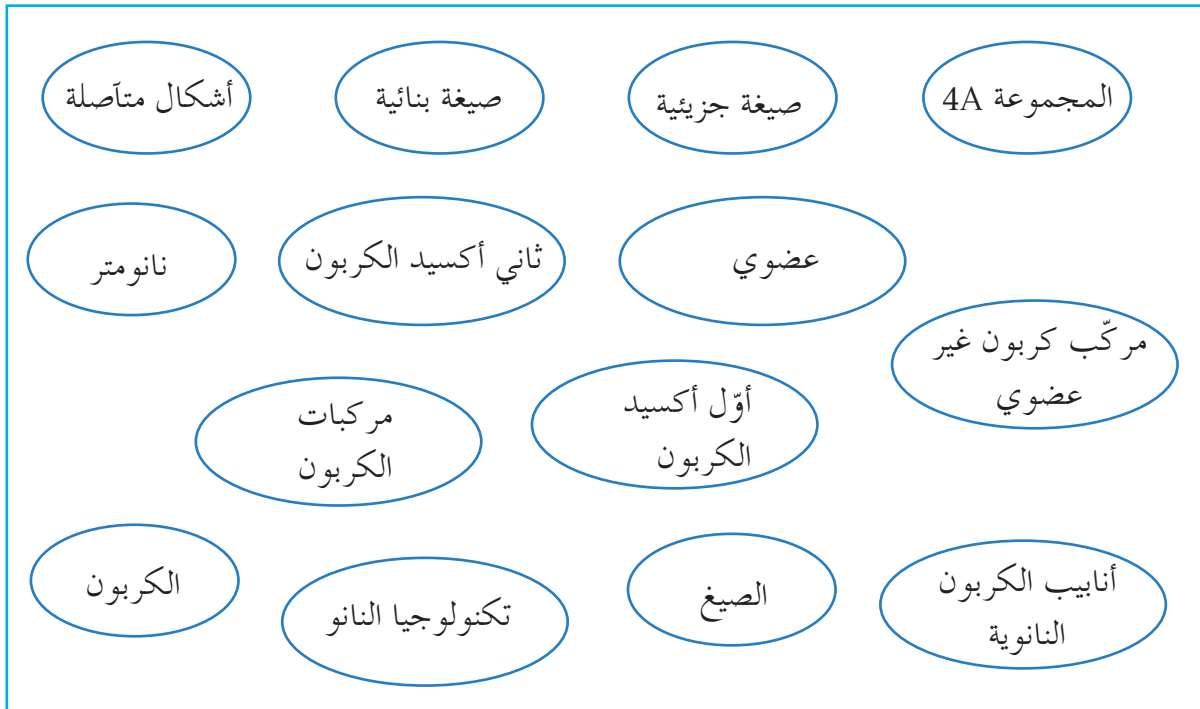 المجموعة 4A
صيغة جزيئية
صيغة بنائية
أشكال متآصلة
عضوي
ثاني أكسيد الكربون
نانومتر
مركّب كربون غير
عضوي
أوّل أكسيد
الكربون
مركبات
الكربون
أنابيب الكربون
النانوية
الصيغ
تكنولوجيا النانو
الكربون